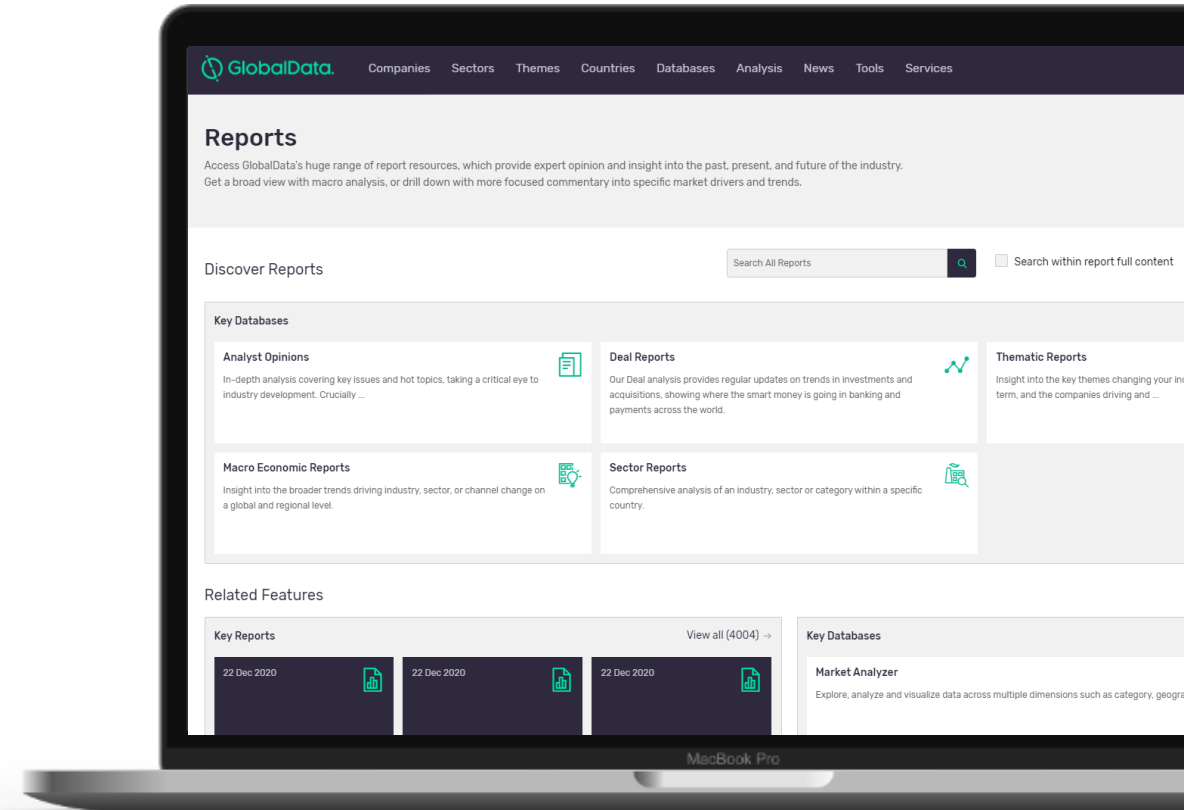 GlobalData.
Companies Sectors Themes Countries Databases Analysis News Tools Services
Reports
Access GlobalData's huge range of report resources, which provide expert opinion and insight into the past, present, and future of the industry.
Get a broad view with macro analysis, or drill down with more focused commentary into specific market drivers and trends.
Discover Reports
Search All Reports
Search within report full content
Key Databases
Analyst Opinions
In-depth analysis covering key issues and hot topics, taking a critical eye to
industry development. Crucially ...
Deal Reports
Our Deal analysis provides regular updates on trends in investments and
acquisitions, showing where the smart money is going in banking and
payments across the world.
Thematic Reports
Insight into the key themes changing your
term, and the companies driving and ...
Macro Economic Reports
Insight into the broader trends driving industry, sector, or channel change on
a global and regional level.
Sector Reports
Comprehensive analysis of an industry, sector or category within a specific
country.
Related Features
Key Reports
View all (4004) →
22 Dec 2020
22 Dec 2020
22 Dec 2020
Key Databases
Market Analyzer
Explore, analyze and visualize data across multiple dimensions such as category,
MacBook Pro